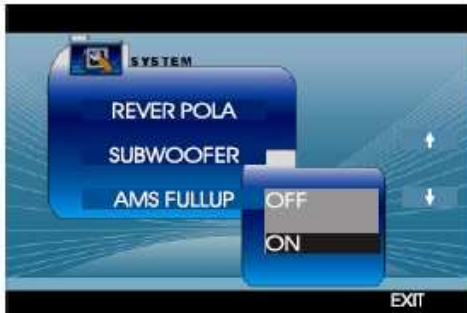 SYSTEM
REVER POLA
SUBWOOFER
AMS FULLUP
OFF
ON
EXIT